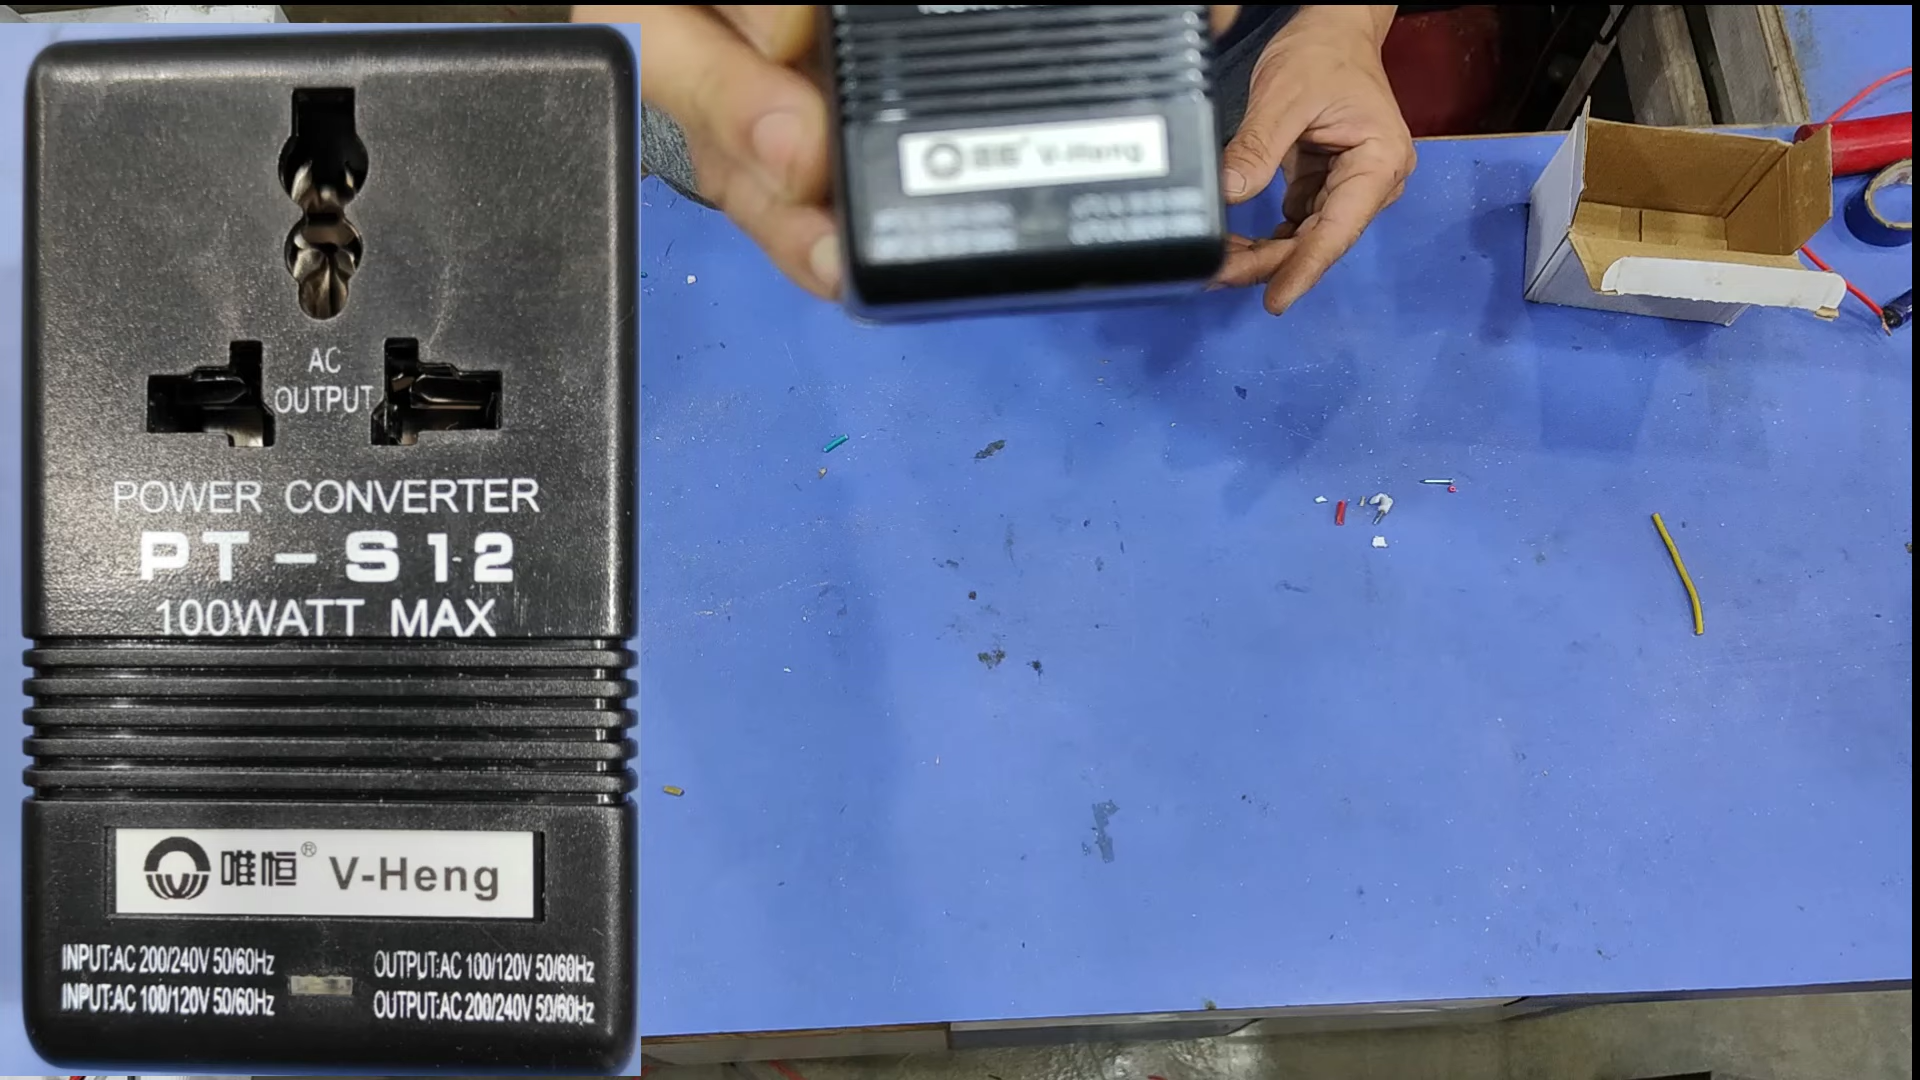 AC
OUTPUT
POWER CONVERTER
PT-S12
100WATT MAX
唯恒® V-Heng
INPUT:AC 200/240V 50/60Hz
OUTPUT:AC 100/120V 50/60Hz
INPUT:AC 100/120V 50/60Hz
OUTPUT:AC 200/240V 50/60Hz
V-Heng